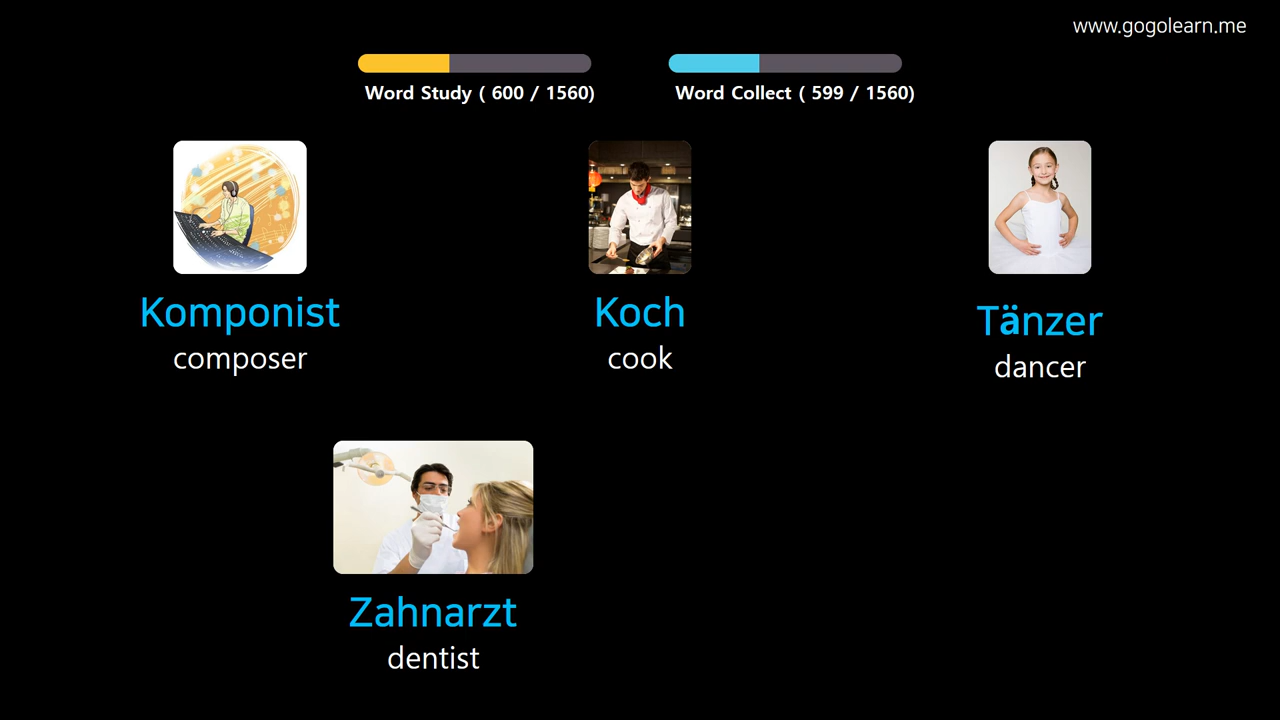 www.gogolearn.me
Word Study ( 600 / 1560)
Word Collect ( 599 / 1560)
Komponist
composer
Koch
cook
Tänzer
dancer
Zahnarzt
dentist